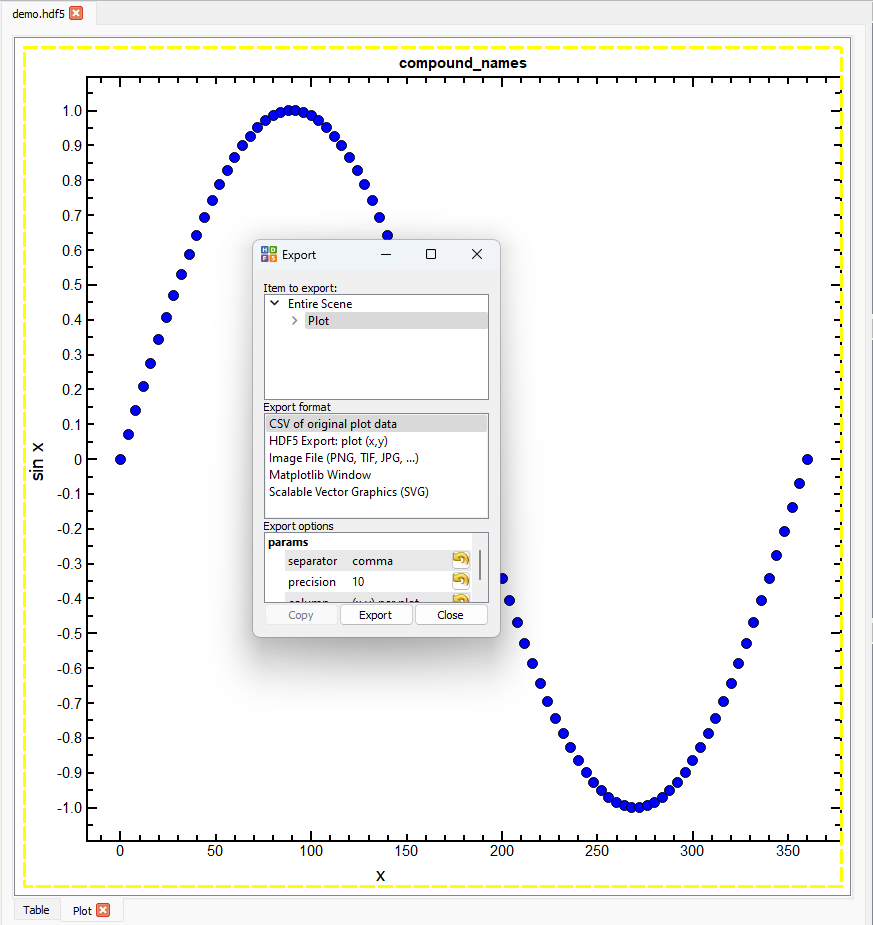 demo.hdf5
compound_names
1.0
0.9
0.8
0.7
0.6
0.5
0.4
0.3
0.2
0.1
0
-0.1
-0.2
-0.3
-0.4
-0.5
-0.6
-0.7
-0.8
-0.9
-1.0
sin x
0 50 100 150 200 250 300 350
x
HDF5
Export
Item to export:
Entire Scene
Plot
Export format
CSV of original plot data
HDF5 Export: plot (x,y)
Image File (PNG, TIF, JPG, ...)
Matplotlib Window
Scalable Vector Graphics (SVG)
Export options
params
separator comma
precision 10
column (x,y) per plot
Copy Export Close
Table Plot